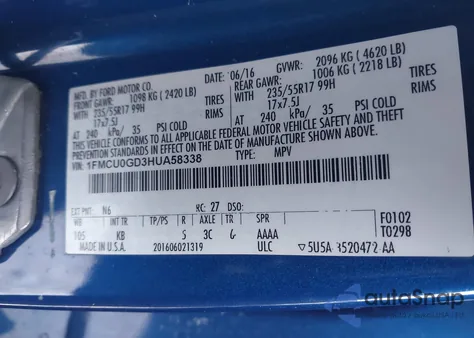 MFD. BY FORD MOTOR CO.
DATE: 06/16 GVWR: 2096 KG ( 4620 LB)
FRONT GAWR: 1098 KG ( 2420 LB) REAR GAWR: 1006 KG ( 2218 LB)
235/55R17 99H TIRES 235/55R17 99H TIRES
17x7.5J RIMS 17x7.5J RIMS
AT 240 kPa/ 35 PSI COLD AT 240 kPa/ 35 PSI COLD
THIS VEHICLE CONFORMS TO ALL APPLICABLE FEDERAL MOTOR VEHICLE SAFETY AND THEFT PREVENTION STANDARDS IN EFFECT ON THE DATE OF MANUFACTURE SHOWN ABOVE.
VIN: 1FMCU0GD3HUA58338 TYPE: MPV
EXT PNT: N6 RC: 27 DSO: F0102
WB INT TR TP/PS R AXLE TR SPR T0298
105 KB 5 3C 6 AAAA
MADE IN U.S.A. 201606021319 ULC 5U5A 3520472 AA
autoSnap